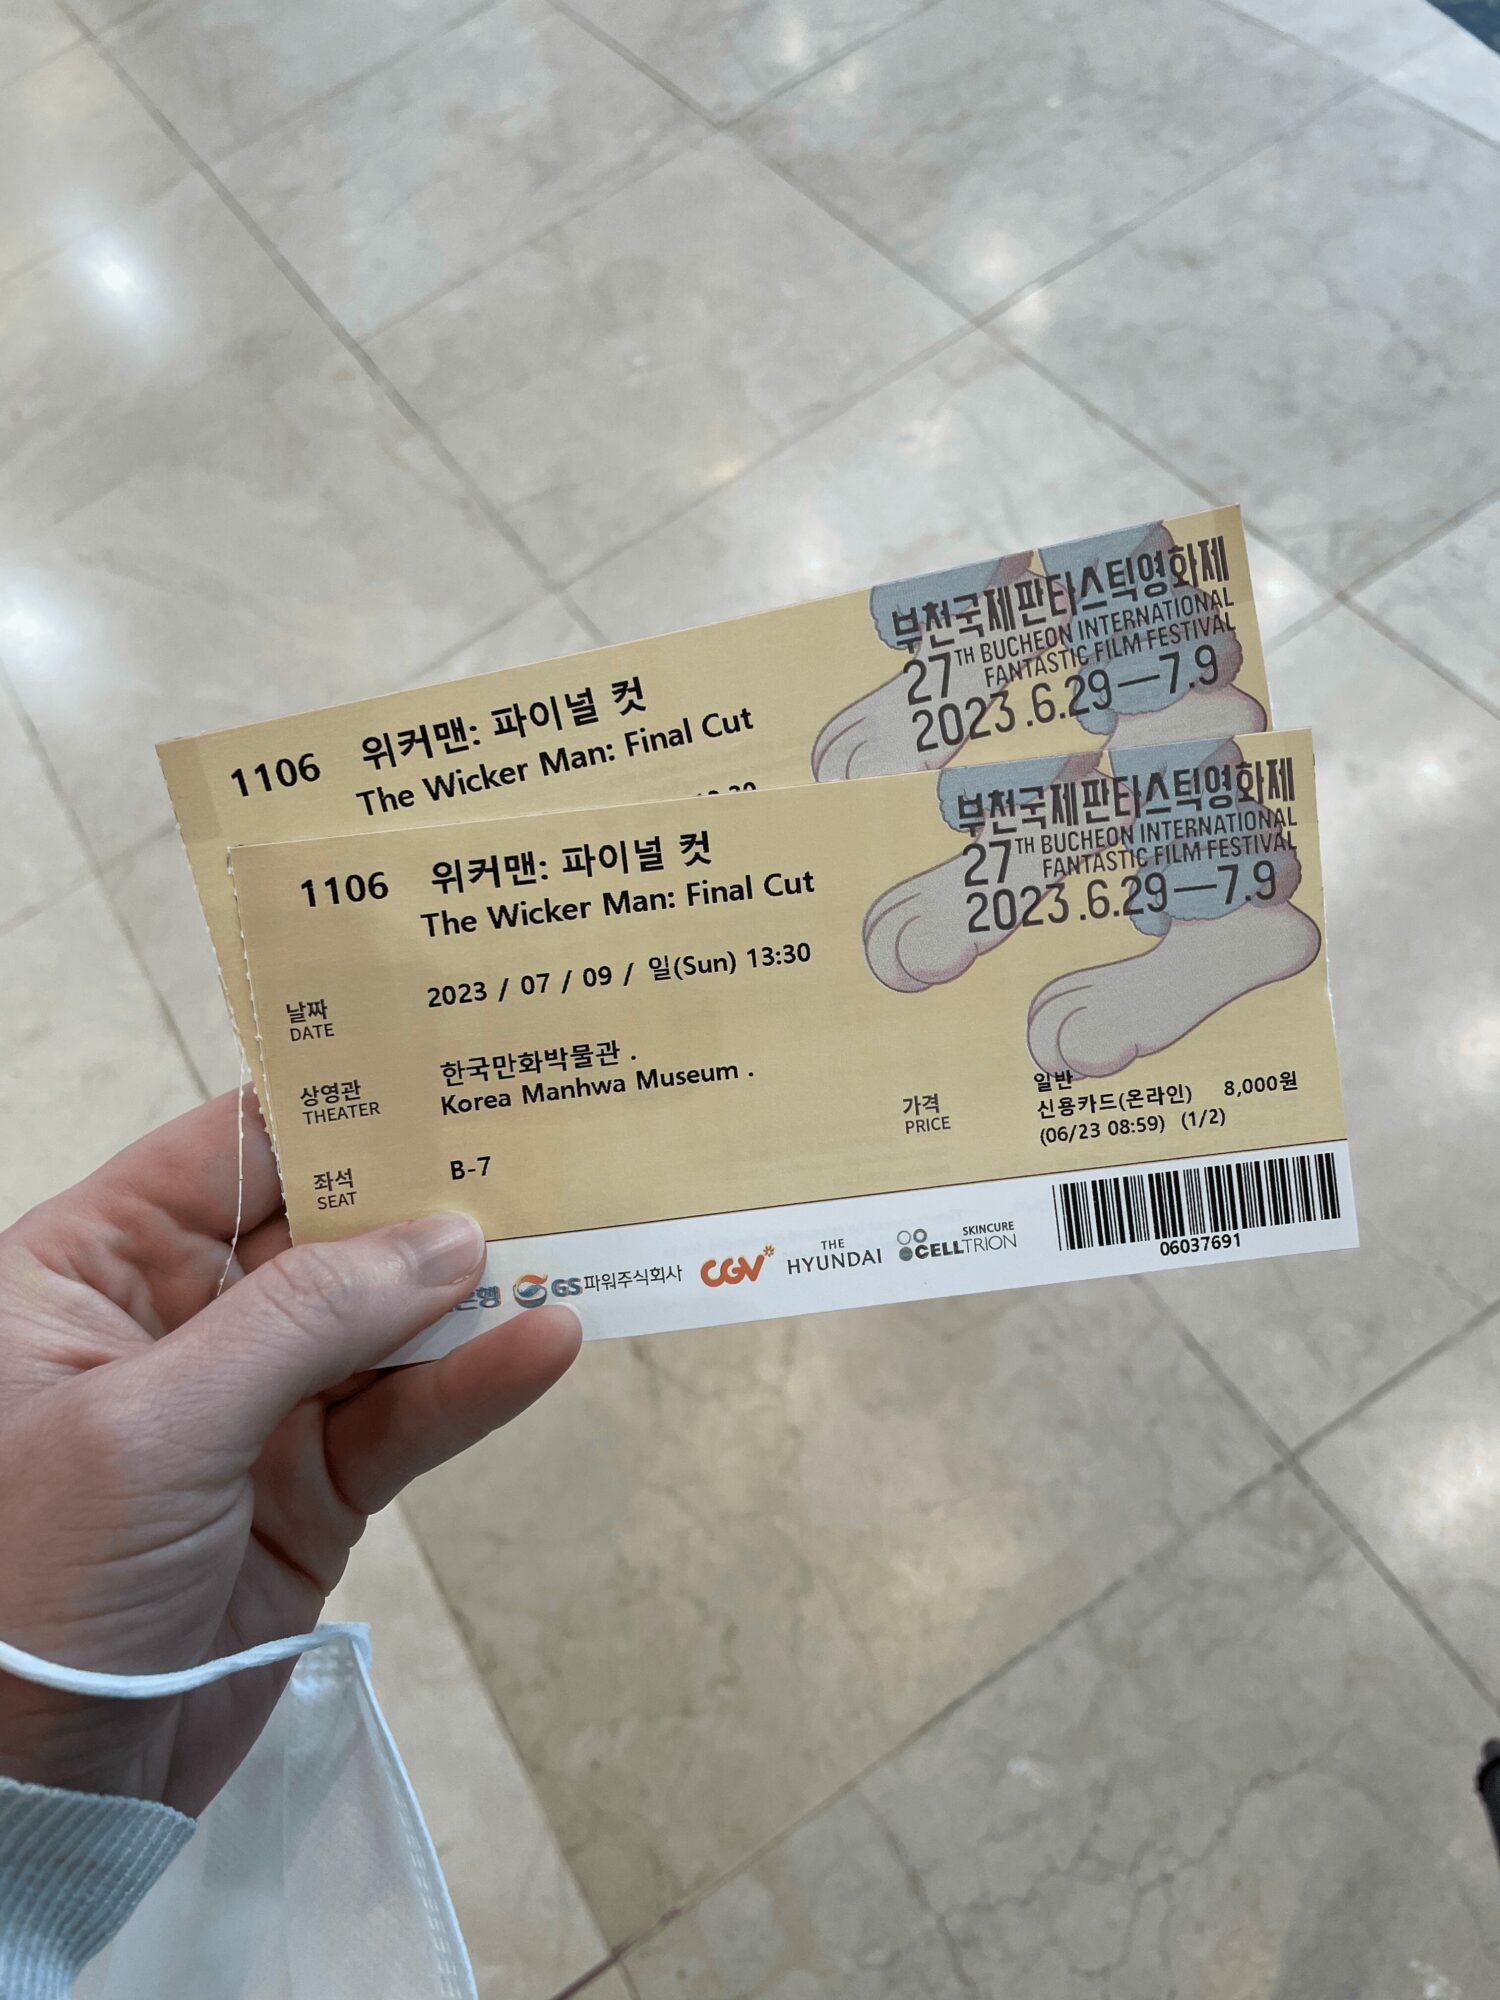 1106 위커맨: 파이널 컷
The Wicker Man: Final Cut
부천국제판타스틱영화제
27TH BUCHEON INTERNATIONAL
FANTASTIC FILM FESTIVAL
2023.6.29—7.9
1106 위커맨: 파이널 컷
The Wicker Man: Final Cut
부천국제판타스틱영화제
27TH BUCHEON INTERNATIONAL
FANTASTIC FILM FESTIVAL
2023.6.29—7.9
날짜
DATE
2023 / 07 / 09 / 일(Sun) 13:30
상영관
THEATER
한국만화박물관 .
Korea Manhwa Museum .
가격
PRICE
일반
신용카드(온라인) 8,000원
(06/23 08:59) (1/2)
좌석
SEAT
B-7
은행 GS파워주식회사 CGV THE HYUNDAI SKINCURE CELLTRION
06037691